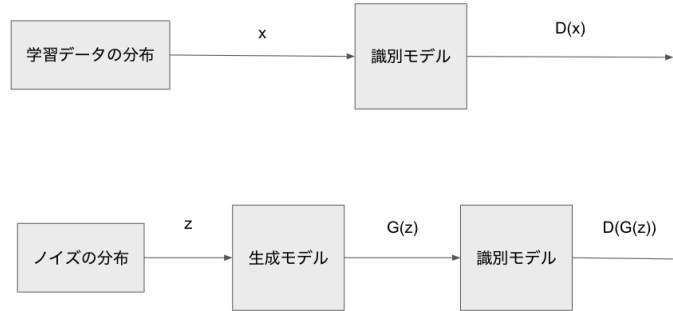 x
D(x)
学習データの分布
識別モデル
z
G(z)
D(G(z))
ノイズの分布
生成モデル
識別モデル